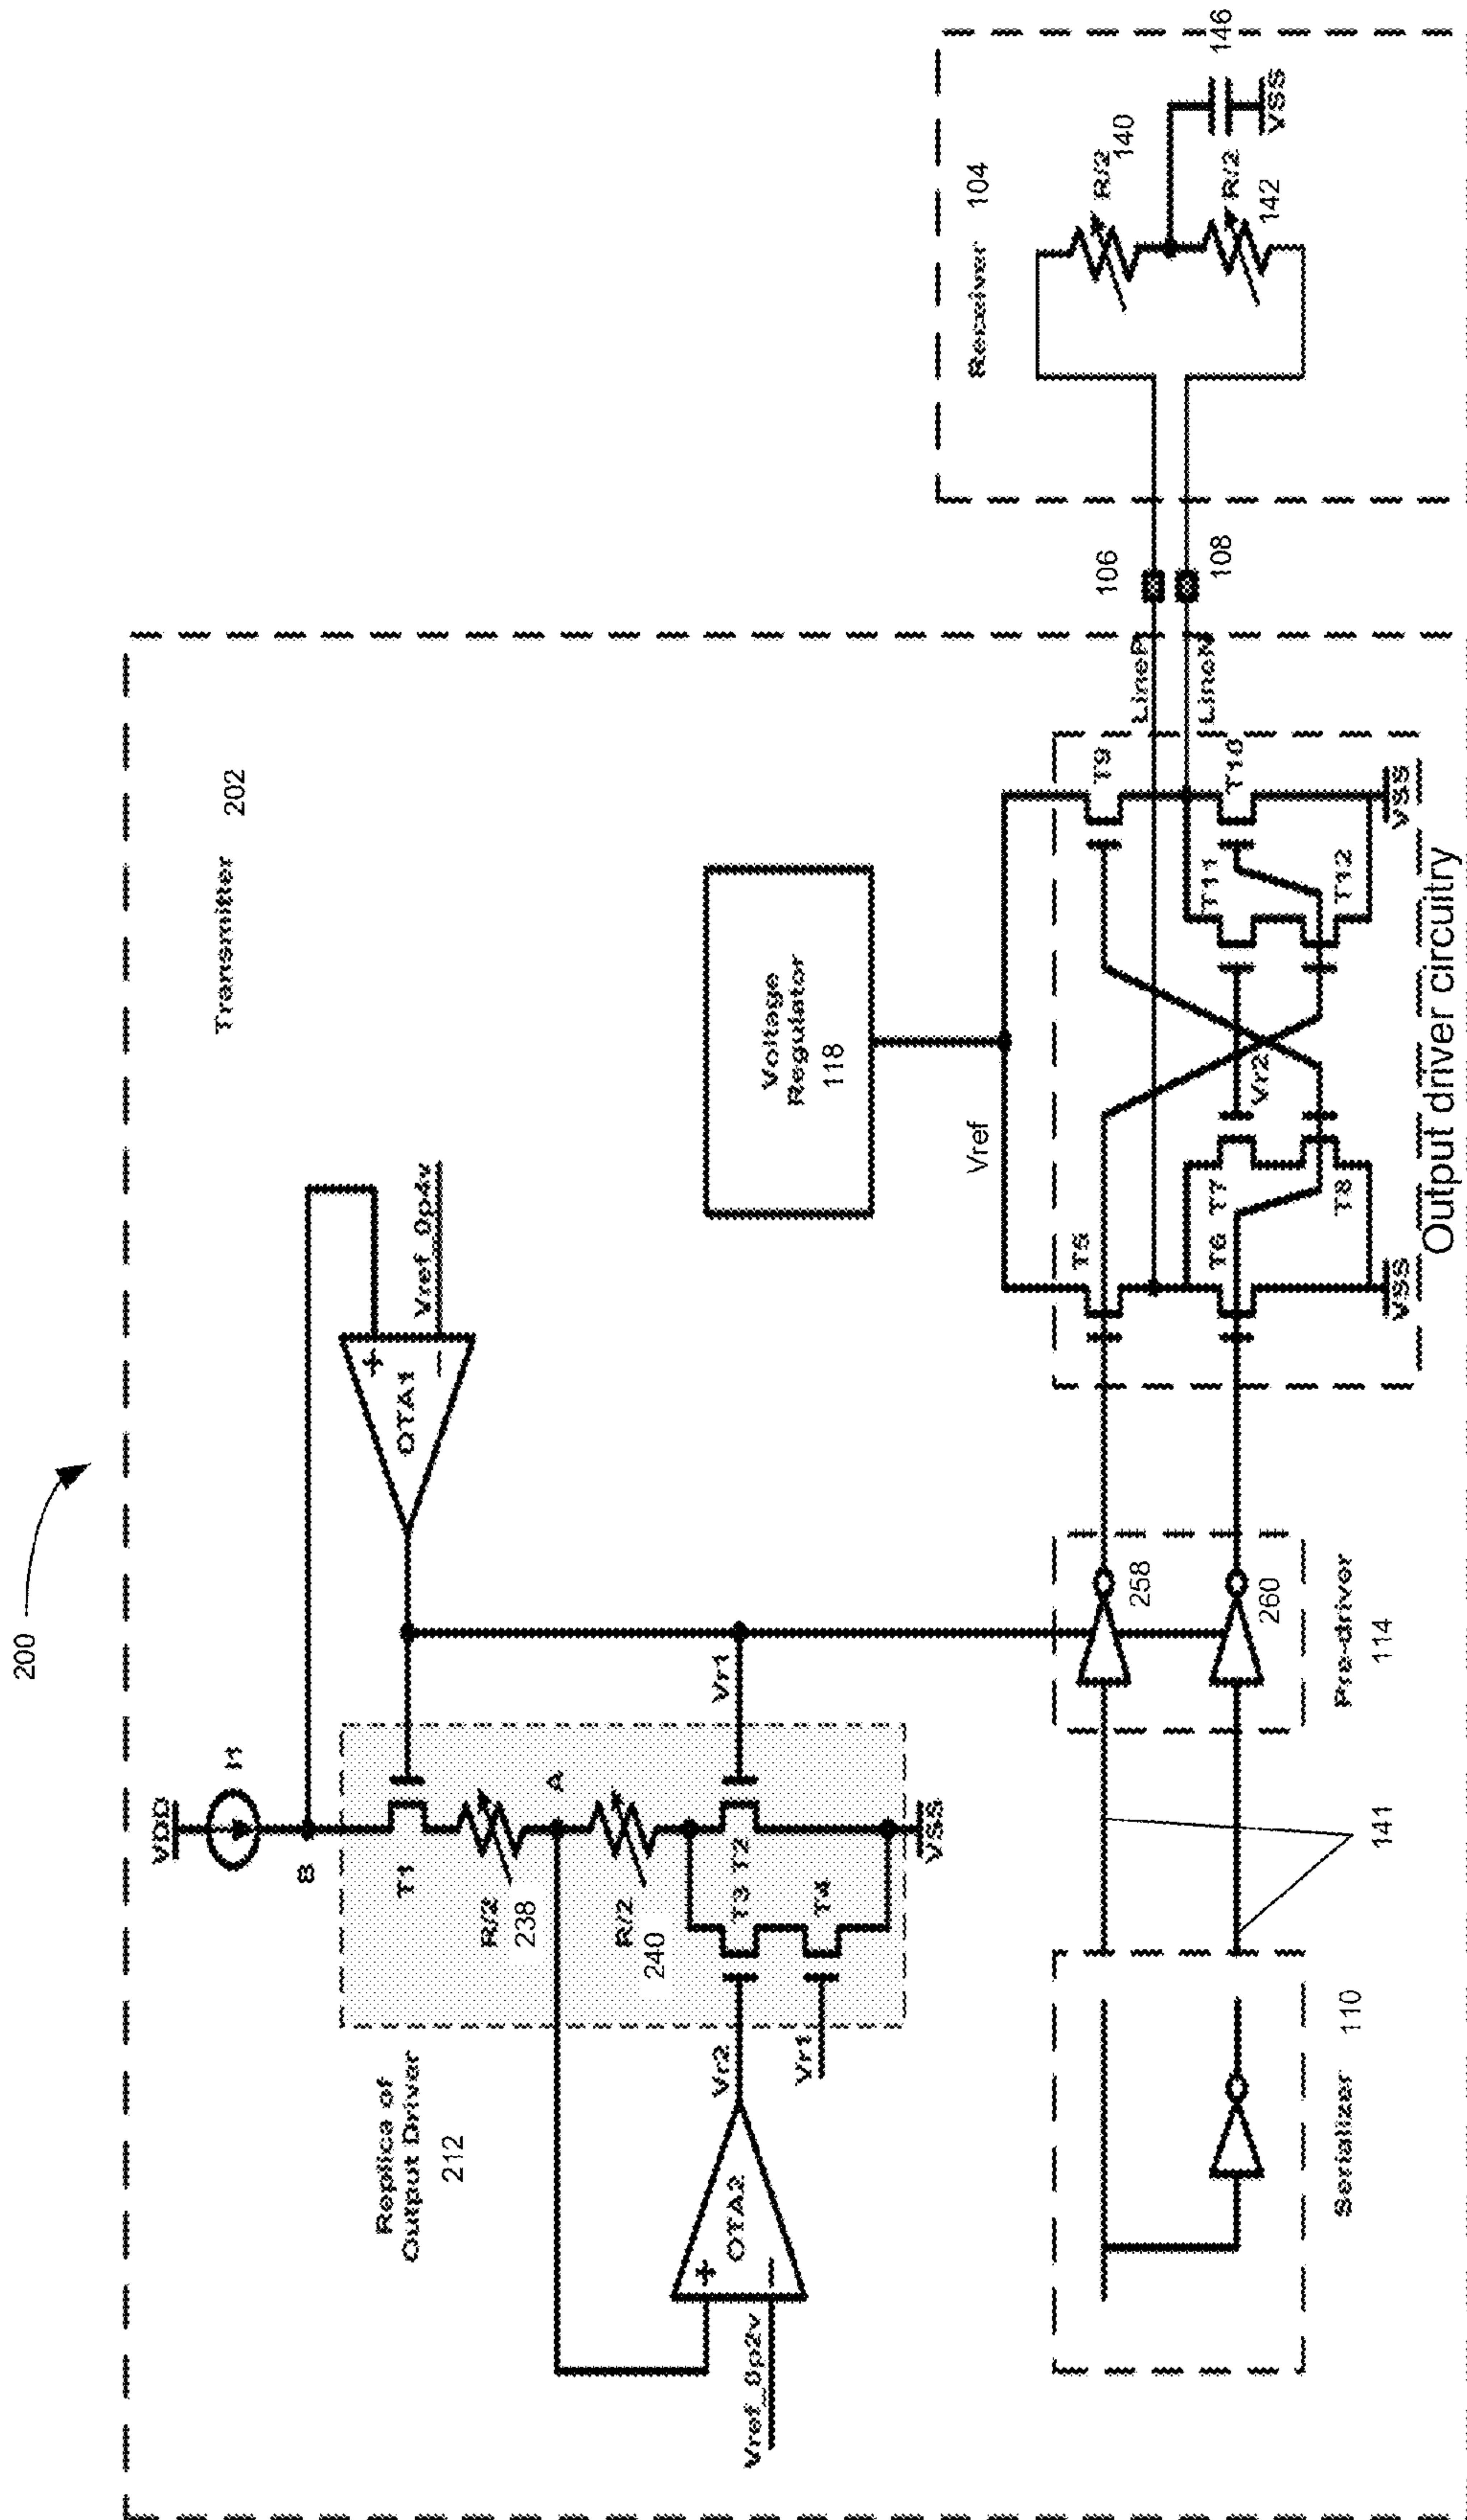 200
Transmitter 202
VDD
I1
B
T1
R/2
238
A
R/2
240
T3 T2
T4
VSS
Vr1
Vr2
Vr1
Replica of
Output Driver
212
OTA1
+
-
Vref_0p4v
OTA2
+
-
Vref_0p2v
Voltage
Regulator
118
Vref
Serializer 110
141
Pre-driver
114
258
260
T5
T6
T7
T8
Vr2
T9
T10
T11
T12
VSS
VSS
Output driver circuitry
LineP
LineN
106
108
Receiver 104
R/2
140
R/2
142
146
VSS